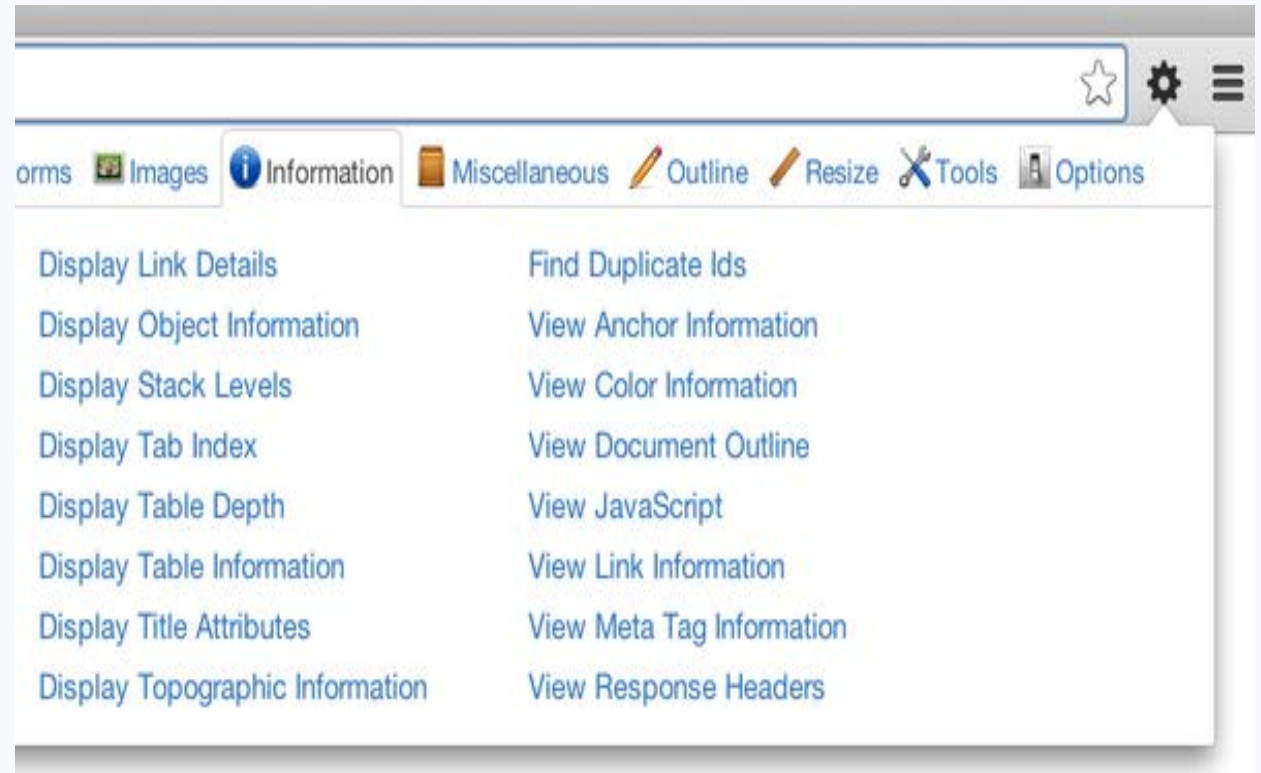 orms Images Information Miscellaneous Outline Resize Tools Options
Display Link Details
Display Object Information
Display Stack Levels
Display Tab Index
Display Table Depth
Display Table Information
Display Title Attributes
Display Topographic Information
Find Duplicate Ids
View Anchor Information
View Color Information
View Document Outline
View JavaScript
View Link Information
View Meta Tag Information
View Response Headers